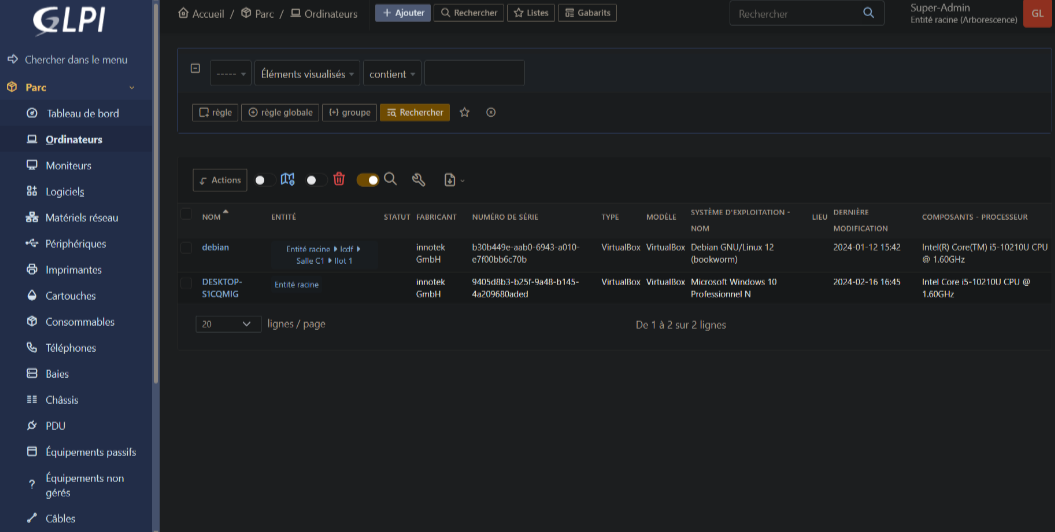 GLPI
Accueil / Parc / Ordinateurs
+ Ajouter
Rechercher
Listes
Gabarits
Rechercher
Super-Admin
Entité racine (Arborescence)
GL
Chercher dans le menu
Parc
Tableau de bord
Ordinateurs
Moniteurs
Logiciels
Matériels réseau
Périphériques
Imprimantes
Cartouches
Consommables
Téléphones
Baies
Châssis
PDU
Équipements passifs
Équipements non
gérés
Câbles
----- Éléments visualisés contient
règle règle globale (+) groupe Rechercher
Actions
NOM ENTITÉ STATUT FABRICANT NUMÉRO DE SÉRIE TYPE MODÈLE SYSTÈME D'EXPLOITATION - LIEU DERNIÈRE COMPOSANTS - PROCESSEUR
NOM MODIFICATION
debian Entité racine innotek VirtualBox VirtualBox Debian GNU/Linux 12 2024-01-12 15:42 Intel(R) Core(TM) i5-10210U CPU
Salle C1 Ilot 1 GmbH e7f00bb6c70b (bookworm) @ 1.60GHz
DESKTOP- Entité racine innotek 9405d8b3-b25f-9a48-b145- VirtualBox VirtualBox Microsoft Windows 10 2024-02-16 16:45 Intel Core i5-10210U CPU @
S1CQMIG GmbH 4a209680aded Professionnel N 1.60GHz
20 lignes / page De 1 à 2 sur 2 lignes